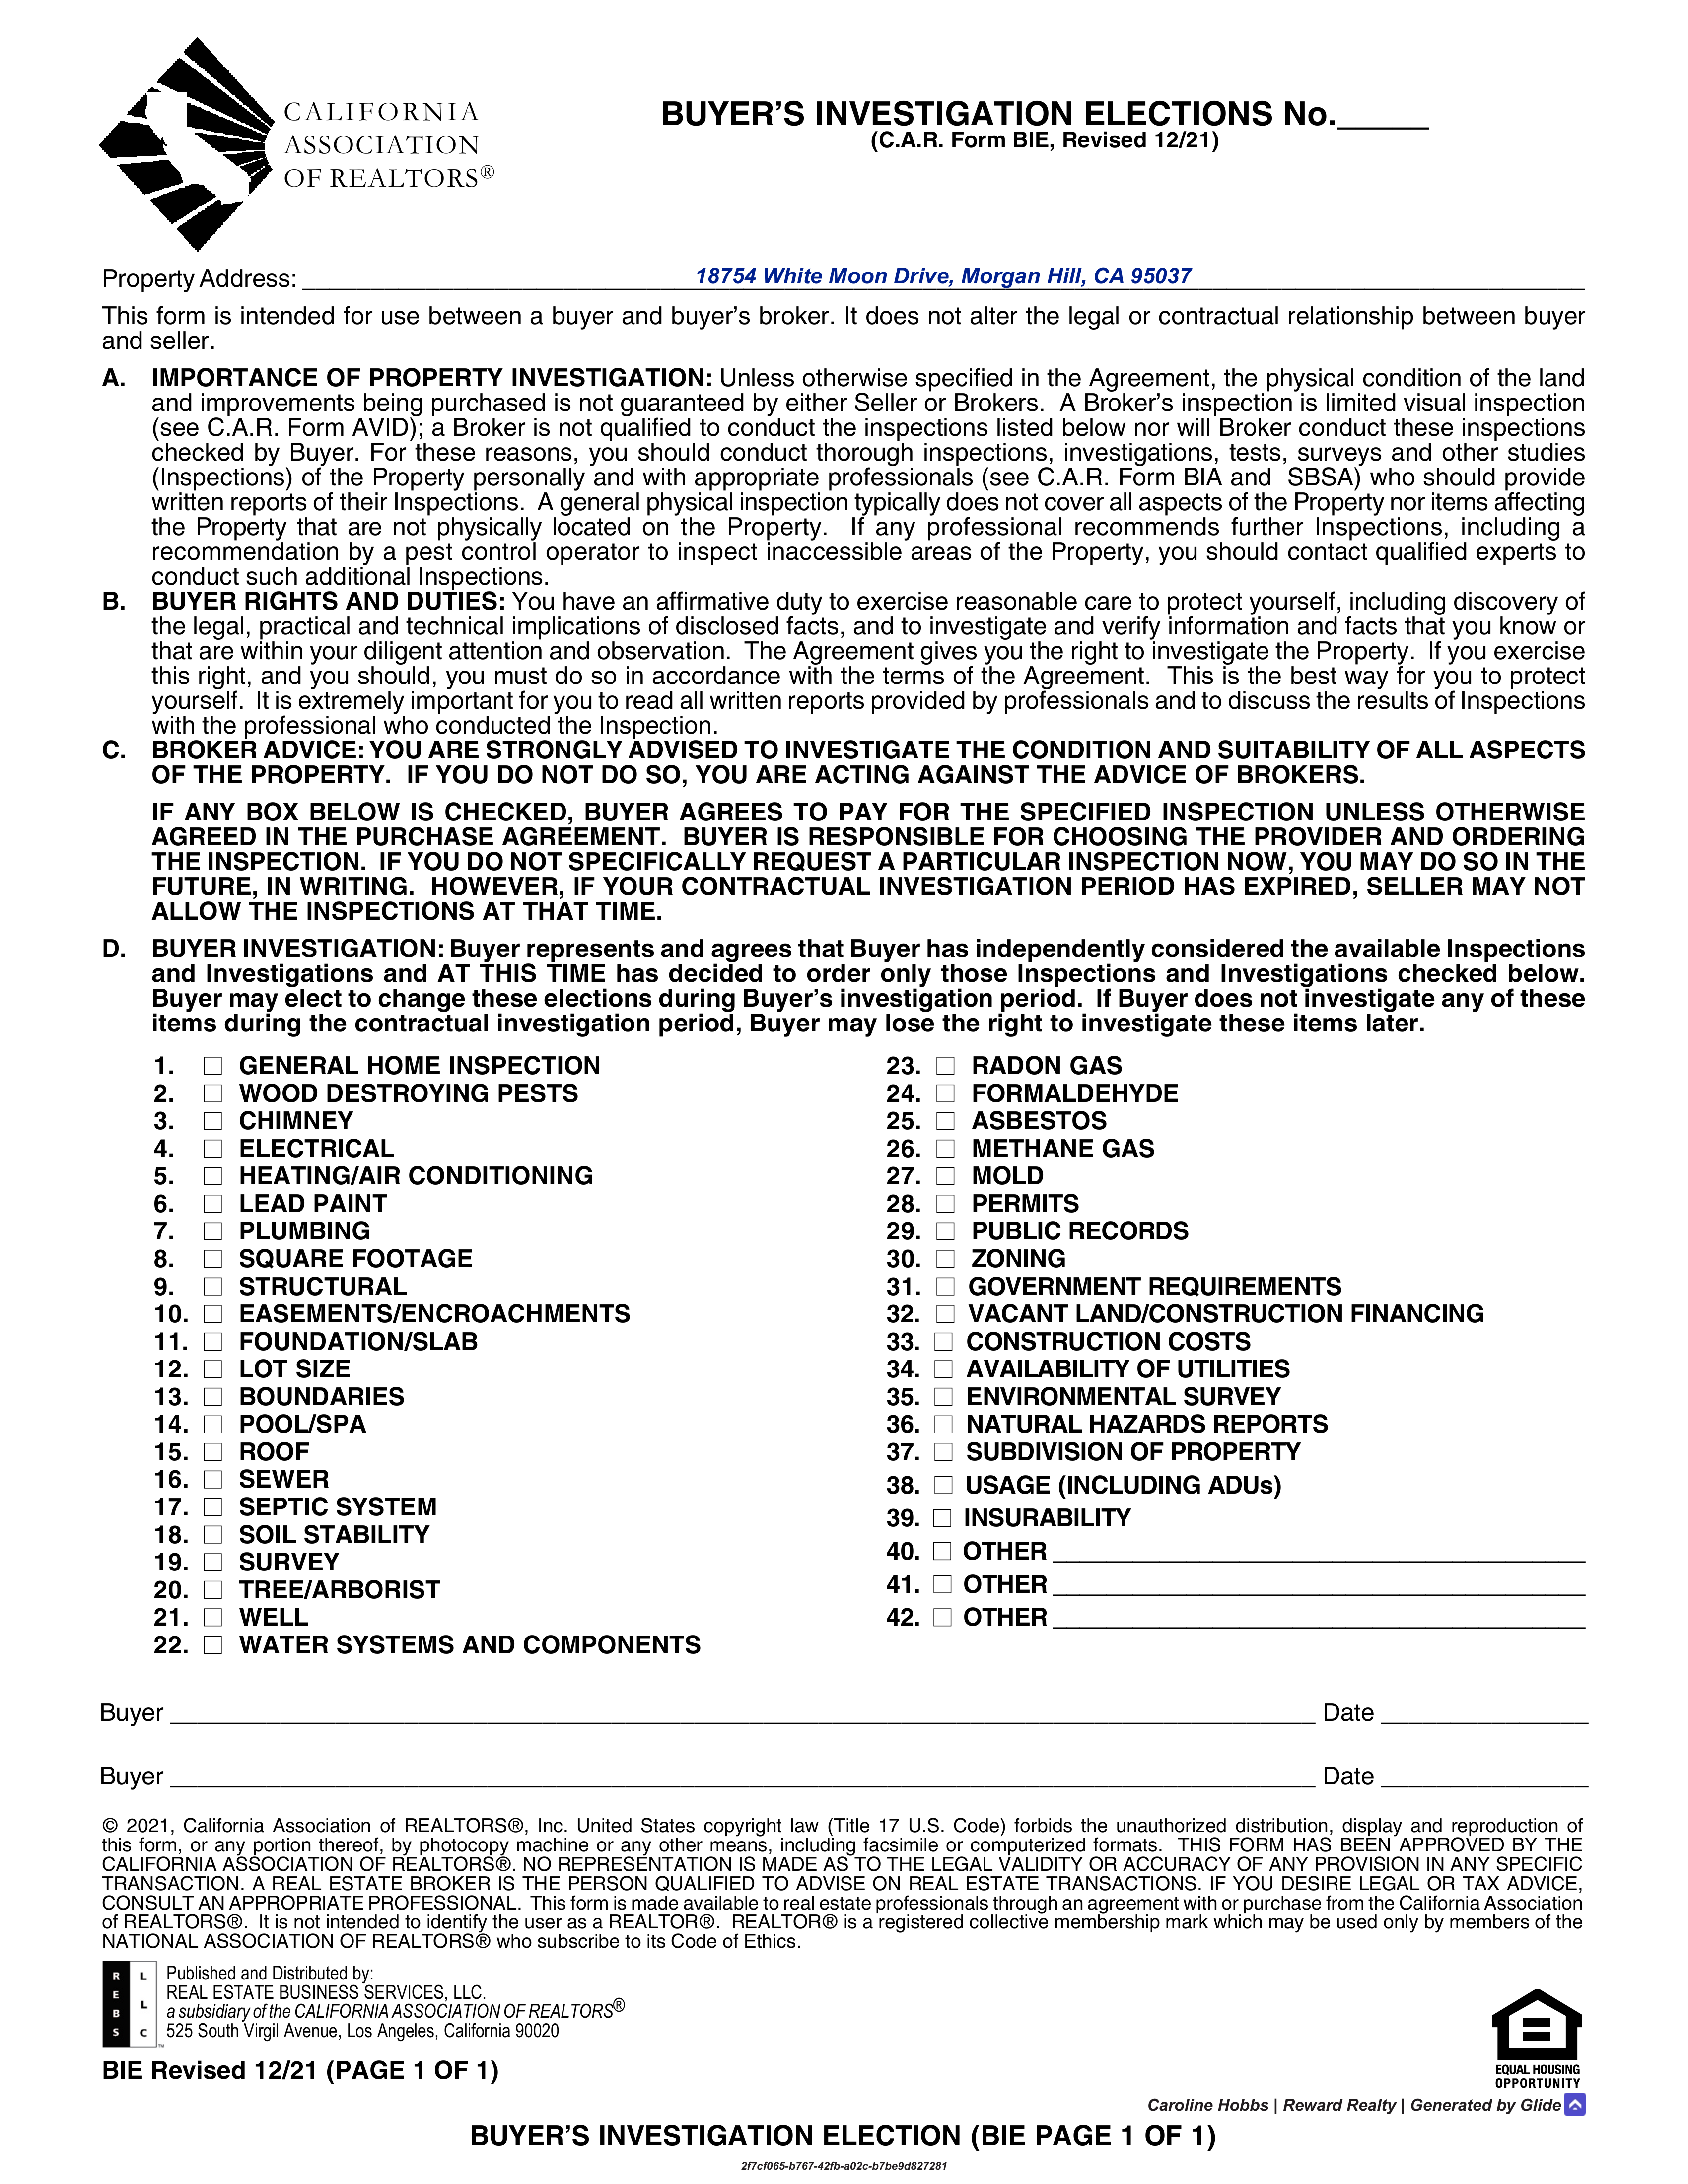 CALIFORNIA
ASSOCIATION
OF REALTORS®
BUYER'S INVESTIGATION ELECTIONS No.______
(C.A.R. Form BIE, Revised 12/21)
Property Address: 18754 White Moon Drive, Morgan Hill, CA 95037
This form is intended for use between a buyer and buyer's broker. It does not alter the legal or contractual relationship between buyer
and seller.
A. IMPORTANCE OF PROPERTY INVESTIGATION: Unless otherwise specified in the Agreement, the physical condition of the land
and improvements being purchased is not guaranteed by either Seller or Brokers. A Broker's inspection is limited visual inspection
(see C.A.R. Form AVID); a Broker is not qualified to conduct the inspections listed below nor will Broker conduct these inspections
checked by Buyer. For these reasons, you should conduct thorough inspections, investigations, tests, surveys and other studies
(Inspections) of the Property personally and with appropriate professionals (see C.A.R. Form BIA and SBSA) who should provide
written reports of their Inspections. A general physical inspection typically does not cover all aspects of the Property nor items affecting
the Property that are not physically located on the Property. If any professional recommends further Inspections, including a
recommendation by a pest control operator to inspect inaccessible areas of the Property, you should contact qualified experts to
conduct such additional Inspections.
B. BUYER RIGHTS AND DUTIES: You have an affirmative duty to exercise reasonable care to protect yourself, including discovery of
the legal, practical and technical implications of disclosed facts, and to investigate and verify information and facts that you know or
that are within your diligent attention and observation. The Agreement gives you the right to investigate the Property. If you exercise
this right, and you should, you must do so in accordance with the terms of the Agreement. This is the best way for you to protect
yourself. It is extremely important for you to read all written reports provided by professionals and to discuss the results of Inspections
with the professional who conducted the Inspection.
C. BROKER ADVICE: YOU ARE STRONGLY ADVISED TO INVESTIGATE THE CONDITION AND SUITABILITY OF ALL ASPECTS
OF THE PROPERTY. IF YOU DO NOT DO SO, YOU ARE ACTING AGAINST THE ADVICE OF BROKERS.
IF ANY BOX BELOW IS CHECKED, BUYER AGREES TO PAY FOR THE SPECIFIED INSPECTION UNLESS OTHERWISE
AGREED IN THE PURCHASE AGREEMENT. BUYER IS RESPONSIBLE FOR CHOOSING THE PROVIDER AND ORDERING
THE INSPECTION. IF YOU DO NOT SPECIFICALLY REQUEST A PARTICULAR INSPECTION NOW, YOU MAY DO SO IN THE
FUTURE, IN WRITING. HOWEVER, IF YOUR CONTRACTUAL INVESTIGATION PERIOD HAS EXPIRED, SELLER MAY NOT
ALLOW THE INSPECTIONS AT THAT TIME.
D. BUYER INVESTIGATION: Buyer represents and agrees that Buyer has independently considered the available Inspections
and Investigations and AT THIS TIME has decided to order only those Inspections and Investigations checked below.
Buyer may elect to change these elections during Buyer's investigation period. If Buyer does not investigate any of these
items during the contractual investigation period, Buyer may lose the right to investigate these items later.
1. ☐ GENERAL HOME INSPECTION
2. ☐ WOOD DESTROYING PESTS
3. ☐ CHIMNEY
4. ☐ ELECTRICAL
5. ☐ HEATING/AIR CONDITIONING
6. ☐ LEAD PAINT
7. ☐ PLUMBING
8. ☐ SQUARE FOOTAGE
9. ☐ STRUCTURAL
10. ☐ EASEMENTS/ENCROACHMENTS
11. ☐ FOUNDATION/SLAB
12. ☐ LOT SIZE
13. ☐ BOUNDARIES
14. ☐ POOL/SPA
15. ☐ ROOF
16. ☐ SEWER
17. ☐ SEPTIC SYSTEM
18. ☐ SOIL STABILITY
19. ☐ SURVEY
20. ☐ TREE/ARBORIST
21. ☐ WELL
22. ☐ WATER SYSTEMS AND COMPONENTS
23. ☐ RADON GAS
24. ☐ FORMALDEHYDE
25. ☐ ASBESTOS
26. ☐ METHANE GAS
27. ☐ MOLD
28. ☐ PERMITS
29. ☐ PUBLIC RECORDS
30. ☐ ZONING
31. ☐ GOVERNMENT REQUIREMENTS
32. ☐ VACANT LAND/CONSTRUCTION FINANCING
33. ☐ CONSTRUCTION COSTS
34. ☐ AVAILABILITY OF UTILITIES
35. ☐ ENVIRONMENTAL SURVEY
36. ☐ NATURAL HAZARDS REPORTS
37. ☐ SUBDIVISION OF PROPERTY
38. ☐ USAGE (INCLUDING ADUs)
39. ☐ INSURABILITY
40. ☐ OTHER ______
41. ☐ OTHER ______
42. ☐ OTHER ______
Buyer ______ Date ______
Buyer ______ Date ______
© 2021, California Association of REALTORS®, Inc. United States copyright law (Title 17 U.S. Code) forbids the unauthorized distribution, display and reproduction of
this form, or any portion thereof, by photocopy machine or any other means, including facsimile or computerized formats. THIS FORM HAS BEEN APPROVED BY THE
CALIFORNIA ASSOCIATION OF REALTORS®. NO REPRESENTATION IS MADE AS TO THE LEGAL VALIDITY OR ACCURACY OF ANY PROVISION IN ANY SPECIFIC
TRANSACTION. A REAL ESTATE BROKER IS THE PERSON QUALIFIED TO ADVISE ON REAL ESTATE TRANSACTIONS. IF YOU DESIRE LEGAL OR TAX ADVICE,
CONSULT AN APPROPRIATE PROFESSIONAL. This form is made available to real estate professionals through an agreement with or purchase from the California Association
of REALTORS®. It is not intended to identify the user as a REALTOR®. REALTOR® is a registered collective membership mark which may be used only by members of the
NATIONAL ASSOCIATION OF REALTORS® who subscribe to its Code of Ethics.
REBS LLC ™
Published and Distributed by:
REAL ESTATE BUSINESS SERVICES, LLC.
a subsidiary of the CALIFORNIA ASSOCIATION OF REALTORS®
525 South Virgil Avenue, Los Angeles, California 90020
BIE Revised 12/21 (PAGE 1 OF 1)
EQUAL HOUSING
OPPORTUNITY
Caroline Hobbs | Reward Realty | Generated by Glide
BUYER'S INVESTIGATION ELECTION (BIE PAGE 1 OF 1)
2f7cf065-b767-42fb-a02c-b7be9d827281